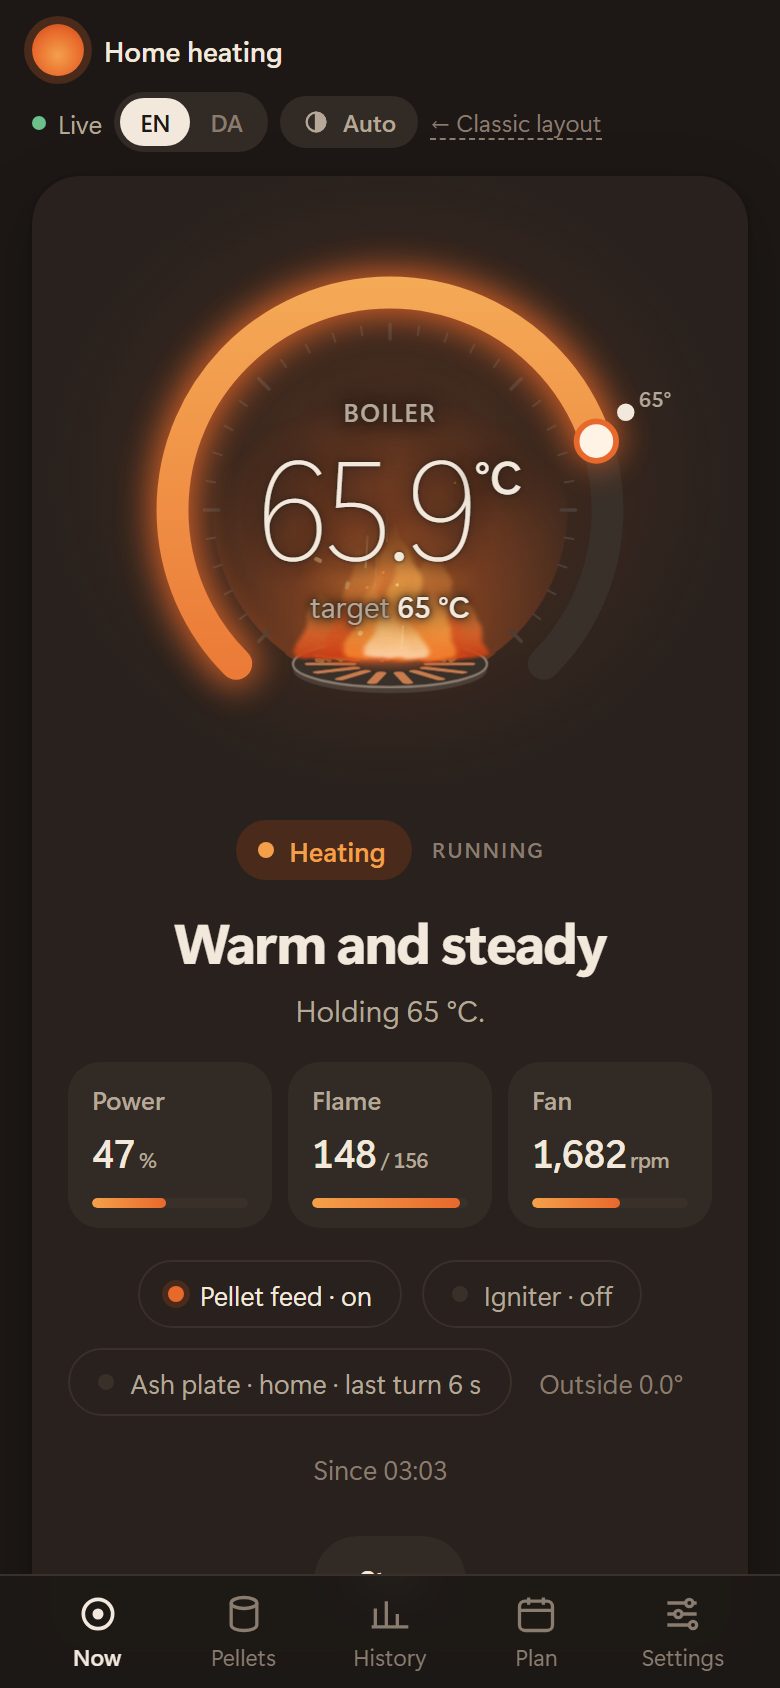 Home heating
Live EN DA Auto ← Classic layout
65°
BOILER
65.9°C
target 65 °C
Heating RUNNING
Warm and steady
Holding 65 °C.
Power Flame Fan
47 % 148 / 156 1,682 rpm
Pellet feed · on Igniter · off
Ash plate · home · last turn 6 s Outside 0.0°
Since 03:03
Now Pellets History Plan Settings